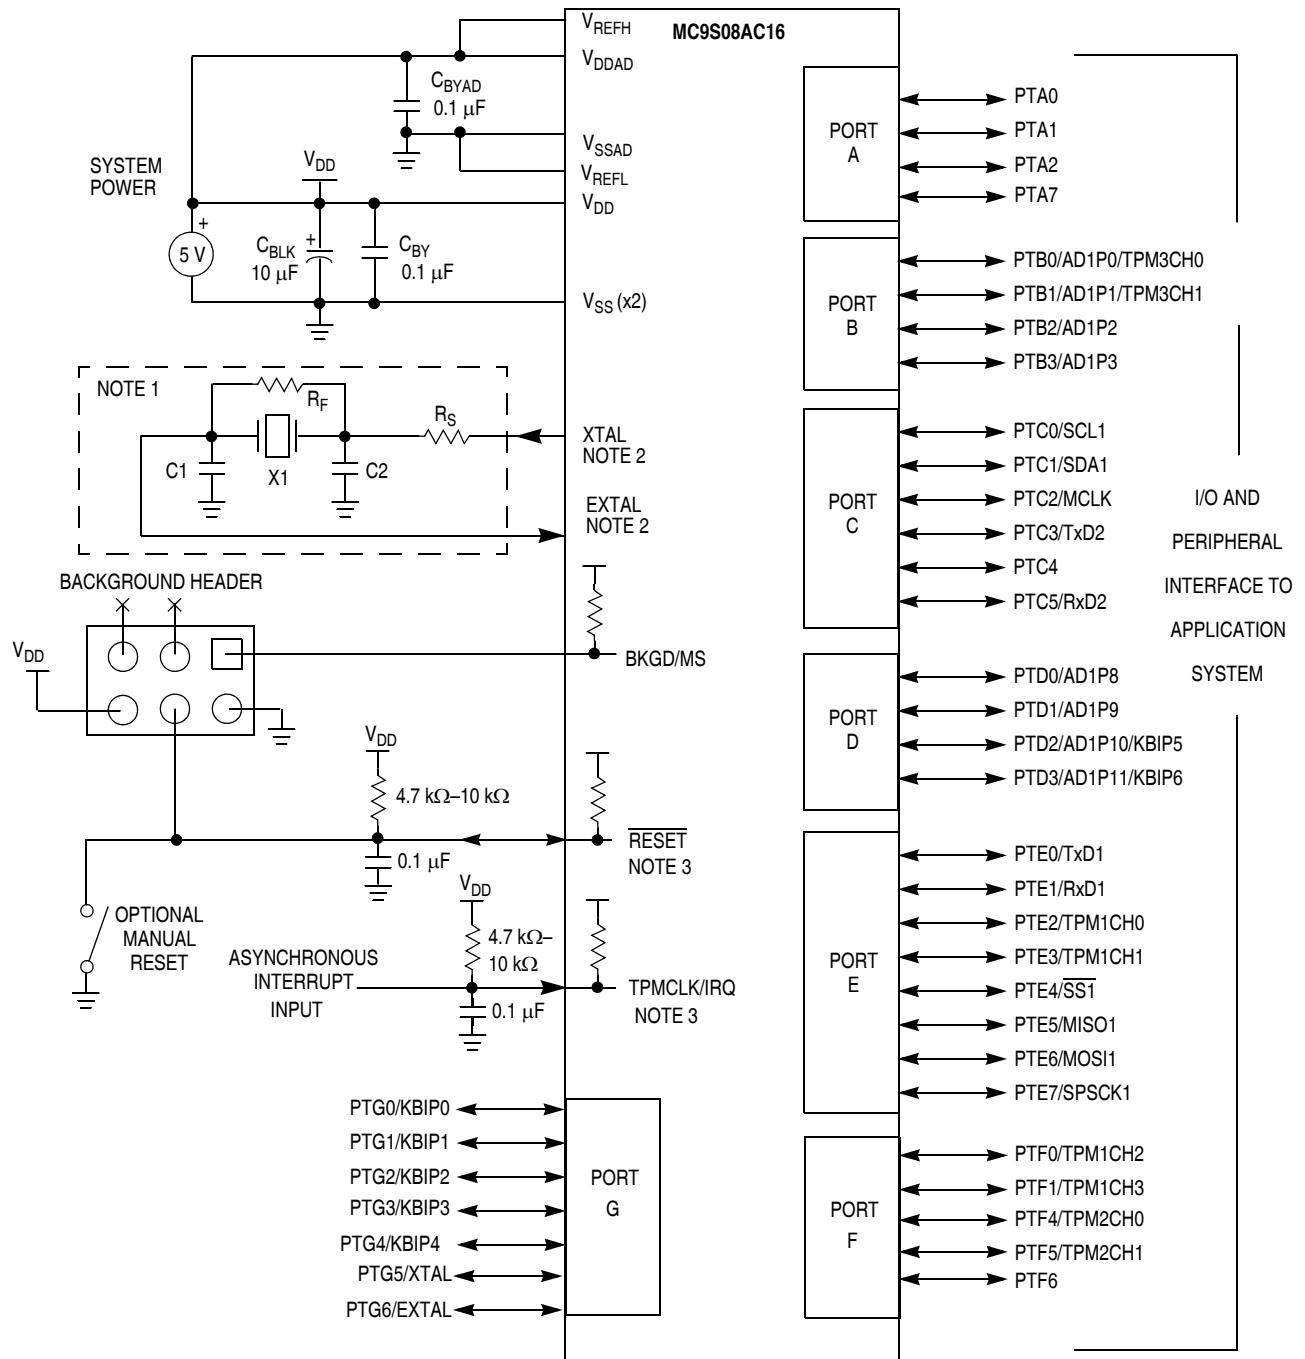 MC9S08AC16
VREFH
VDDAD
CBYAD
0.1 μF
VSSAD
VREFL
VDD
SYSTEM
POWER
VDD
+
5 V
CBLK
+
10 μF
CBY
0.1 μF
VSS (x2)
NOTE 1
RF
RS
C1
X1
C2
XTAL
NOTE 2
EXTAL
NOTE 2
BACKGROUND HEADER
VDD
BKGD/MS
VDD
4.7 kΩ–10 kΩ
0.1 μF
RESET
NOTE 3
OPTIONAL
MANUAL
RESET
VDD
4.7 kΩ–
10 kΩ
ASYNCHRONOUS
INTERRUPT
INPUT
0.1 μF
TPMCLK/IRQ
NOTE 3
PTG0/KBIP0
PTG1/KBIP1
PTG2/KBIP2
PTG3/KBIP3
PTG4/KBIP4
PTG5/XTAL
PTG6/EXTAL
PORT
G
PORT
A
PTA0
PTA1
PTA2
PTA7
PORT
B
PTB0/AD1P0/TPM3CH0
PTB1/AD1P1/TPM3CH1
PTB2/AD1P2
PTB3/AD1P3
PORT
C
PTC0/SCL1
PTC1/SDA1
PTC2/MCLK
PTC3/TxD2
PTC4
PTC5/RxD2
PORT
D
PTD0/AD1P8
PTD1/AD1P9
PTD2/AD1P10/KBIP5
PTD3/AD1P11/KBIP6
PORT
E
PTE0/TxD1
PTE1/RxD1
PTE2/TPM1CH0
PTE3/TPM1CH1
PTE4/SS1
PTE5/MISO1
PTE6/MOSI1
PTE7/SPSCK1
PORT
F
PTF0/TPM1CH2
PTF1/TPM1CH3
PTF4/TPM2CH0
PTF5/TPM2CH1
PTF6
I/O AND
PERIPHERAL
INTERFACE TO
APPLICATION
SYSTEM